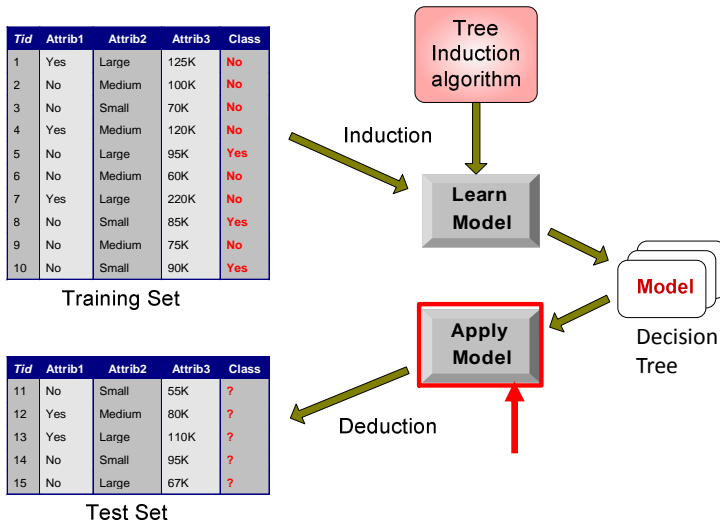 Tid Attrib1 Attrib2 Attrib3 Class
1 Yes Large 125K No
2 No Medium 100K No
3 No Small 70K No
4 Yes Medium 120K No
5 No Large 95K Yes
6 No Medium 60K No
7 Yes Large 220K No
8 No Small 85K Yes
9 No Medium 75K No
10 No Small 90K Yes
Training Set
Tree
Induction
algorithm
Induction
Learn
Model
Model
Decision
Tree
Apply
Model
Deduction
Tid Attrib1 Attrib2 Attrib3 Class
11 No Small 55K ?
12 Yes Medium 80K ?
13 Yes Large 110K ?
14 No Small 95K ?
15 No Large 67K ?
Test Set